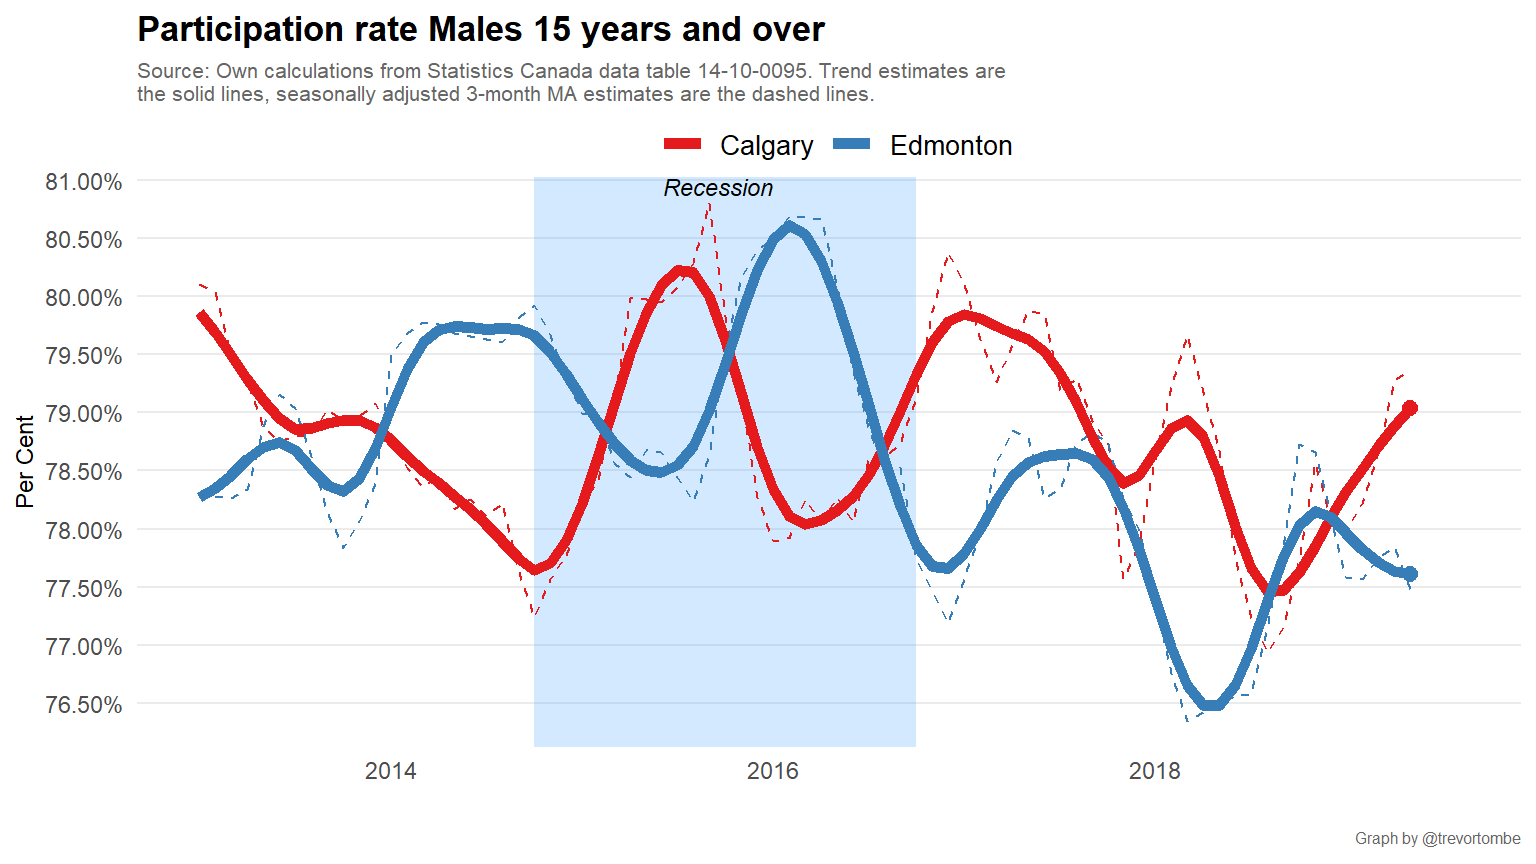 Participation rate Males 15 years and over
Source: Own calculations from Statistics Canada data table 14-10-0095. Trend estimates are
the solid lines, seasonally adjusted 3-month MA estimates are the dashed lines.
Calgary Edmonton
Recession
81.00%
80.50%
80.00%
79.50%
79.00%
78.50%
78.00%
77.50%
77.00%
76.50%
Per Cent
2014 2016 2018
Graph by @trevortombe